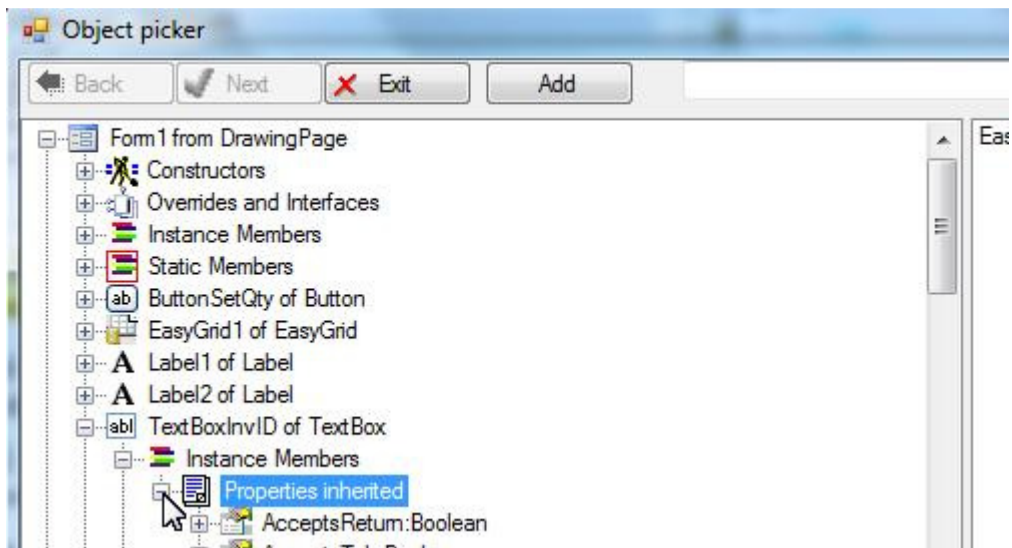 Object picker
Back Next Exit Add
Form1 from DrawingPage Eas
Constructors
Overrides and Interfaces
Instance Members
Static Members
ab ButtonSetQty of Button
EasyGrid1 of EasyGrid
A Label1 of Label
A Label2 of Label
abl TextBoxInvID of TextBox
Instance Members
Properties inherited
AcceptsReturn:Boolean